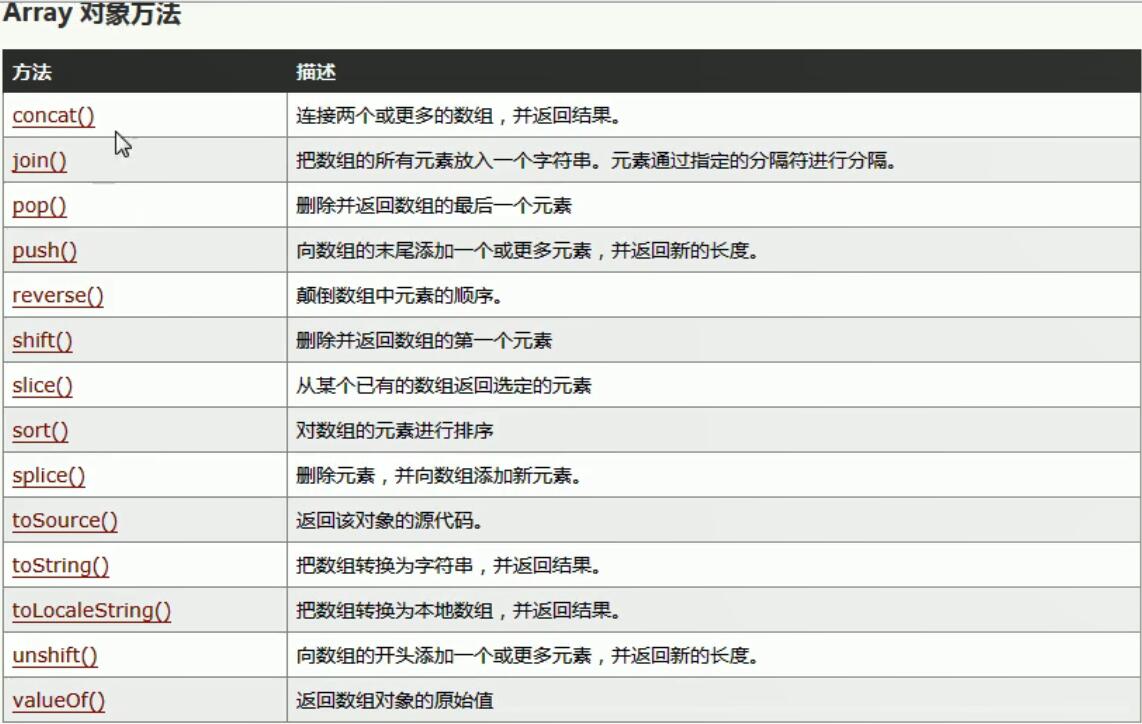 Array 对象方法
方法 描述
concat() 连接两个或更多的数组，并返回结果。
join() 把数组的所有元素放入一个字符串。元素通过指定的分隔符进行分隔。
pop() 删除并返回数组的最后一个元素
push() 向数组的末尾添加一个或更多元素，并返回新的长度。
reverse() 颠倒数组中元素的顺序。
shift() 删除并返回数组的第一个元素
slice() 从某个已有的数组返回选定的元素
sort() 对数组的元素进行排序
splice() 删除元素，并向数组添加新元素。
toSource() 返回该对象的源代码。
toString() 把数组转换为字符串，并返回结果。
toLocaleString() 把数组转换为本地数组，并返回结果。
unshift() 向数组的开头添加一个或更多元素，并返回新的长度。
valueOf() 返回数组对象的原始值